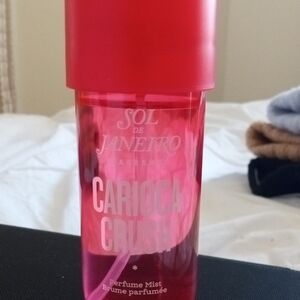 SOL
DE
JANEIRO
CARIOCA
CRUSH
Perfume Mist
Brume parfumée